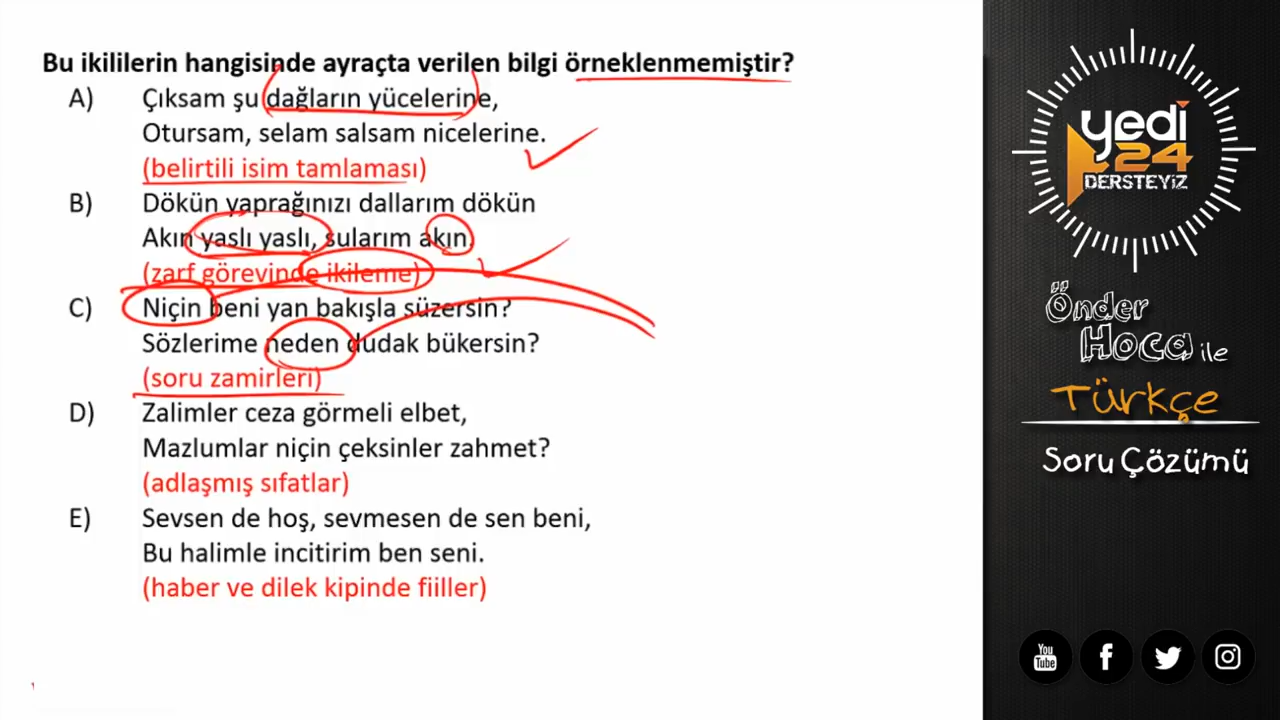 Bu ikililerin hangisinde ayraçta verilen bilgi örneklenmemiştir?
A) Çıksam şu dağların yücelerine,
Otursam, selam salsam nicelerine.
(belirtili isim tamlaması)
B) Dökün yaprağınızı dallarım dökün
Akın yaslı yaslı, sularım akın.
(zarf görevinde ikileme)
C) Niçin beni yan bakışla süzersin?
Sözlerime neden dudak bükersin?
(soru zamirleri)
D) Zalimler ceza görmeli elbet,
Mazlumlar niçin çeksinler zahmet?
(adlaşmış sıfatlar)
E) Sevsen de hoş, sevmesen de sen beni,
Bu halimle incitirim ben seni.
(haber ve dilek kipinde fiiller)
yedi
24
DERSTEYİZ
Önder
Hoca ile
Türkçe
Soru Çözümü
You
Tube